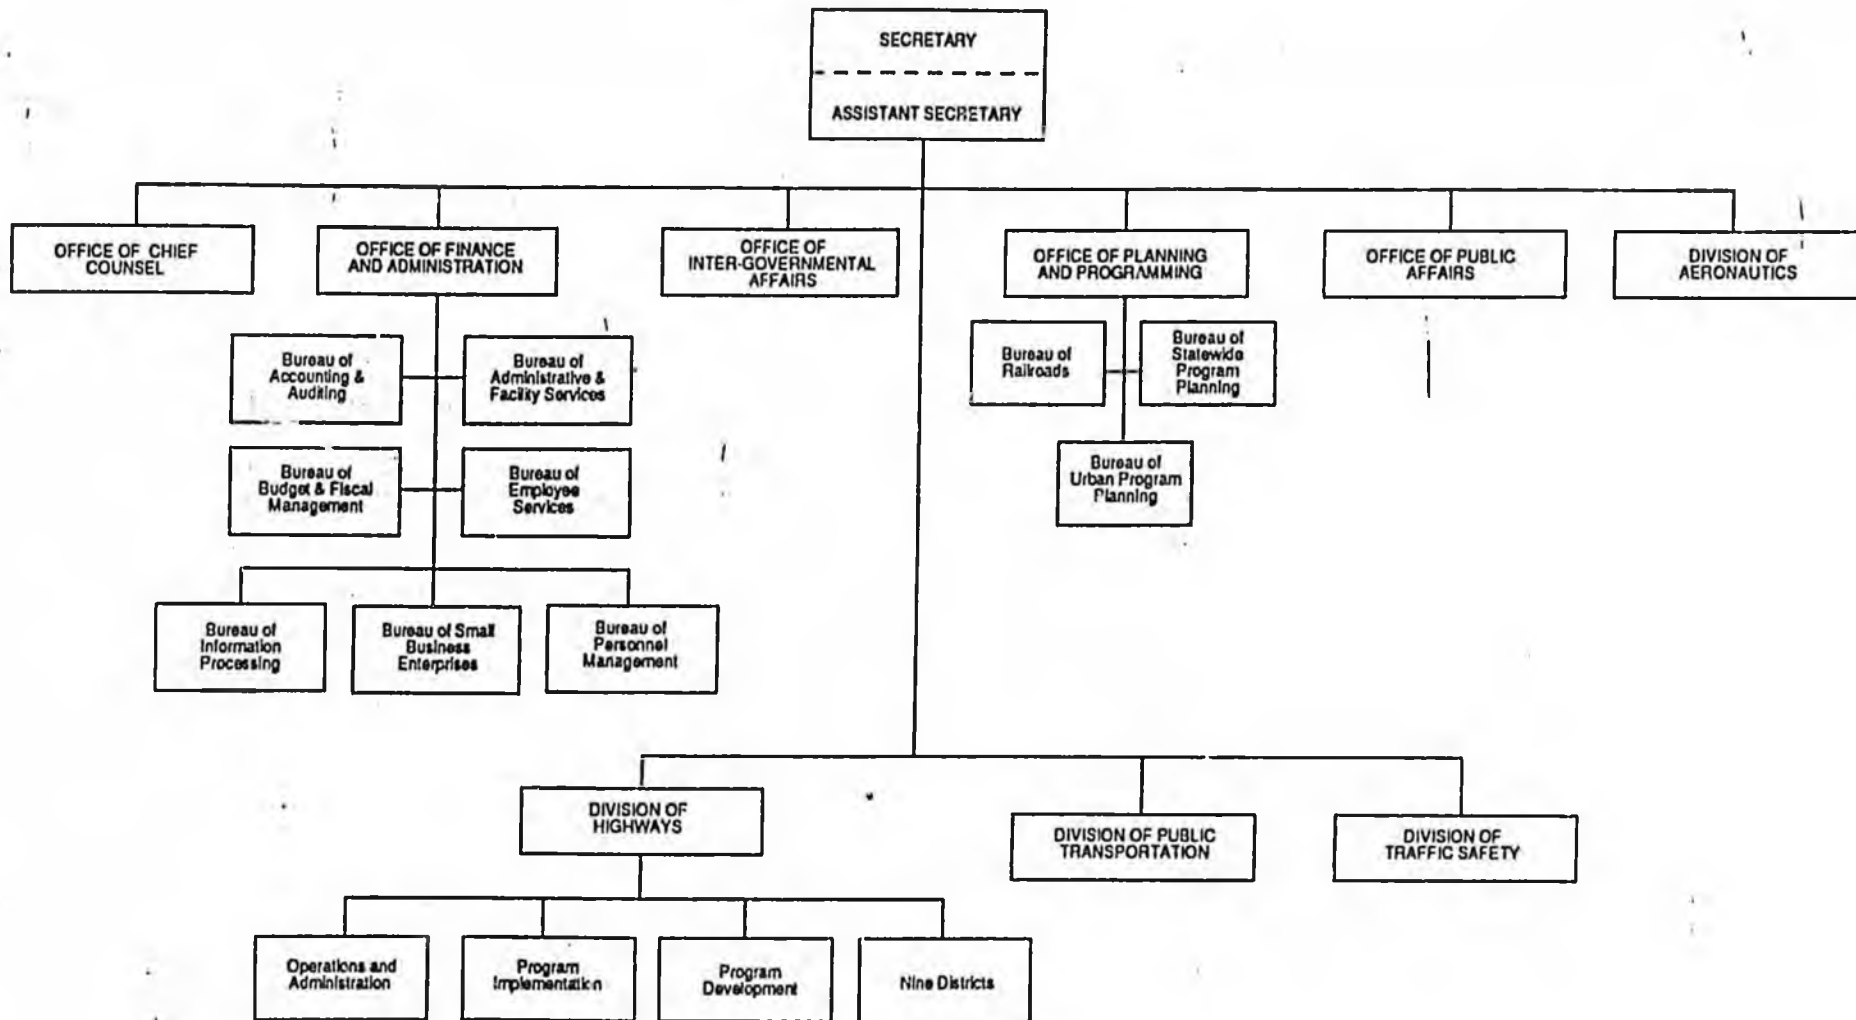 SECRETARY
ASSISTANT SECRETARY
OFFICE OF CHIEF
COUNSEL
OFFICE OF FINANCE
AND ADMINISTRATION
OFFICE OF
INTER-GOVERNMENTAL
AFFAIRS
OFFICE OF PLANNING
AND PROGRAMMING
OFFICE OF PUBLIC
AFFAIRS
DIVISION OF
AERONAUTICS
Bureau of
Accounting &
Auditing
Bureau of
Administrative &
Facility Services
Bureau of
Railroads
Bureau of
Statewide
Program
Planning
Bureau of
Budget & Fiscal
Management
Bureau of
Employee
Services
Bureau of
Urban Program
Planning
Bureau of
Information
Processing
Bureau of Small
Business
Enterprises
Bureau of
Personnel
Management
DIVISION OF
HIGHWAYS
DIVISION OF PUBLIC
TRANSPORTATION
DIVISION OF
TRAFFIC SAFETY
Operations and
Administration
Program
Implementation
Program
Development
Nine Districts